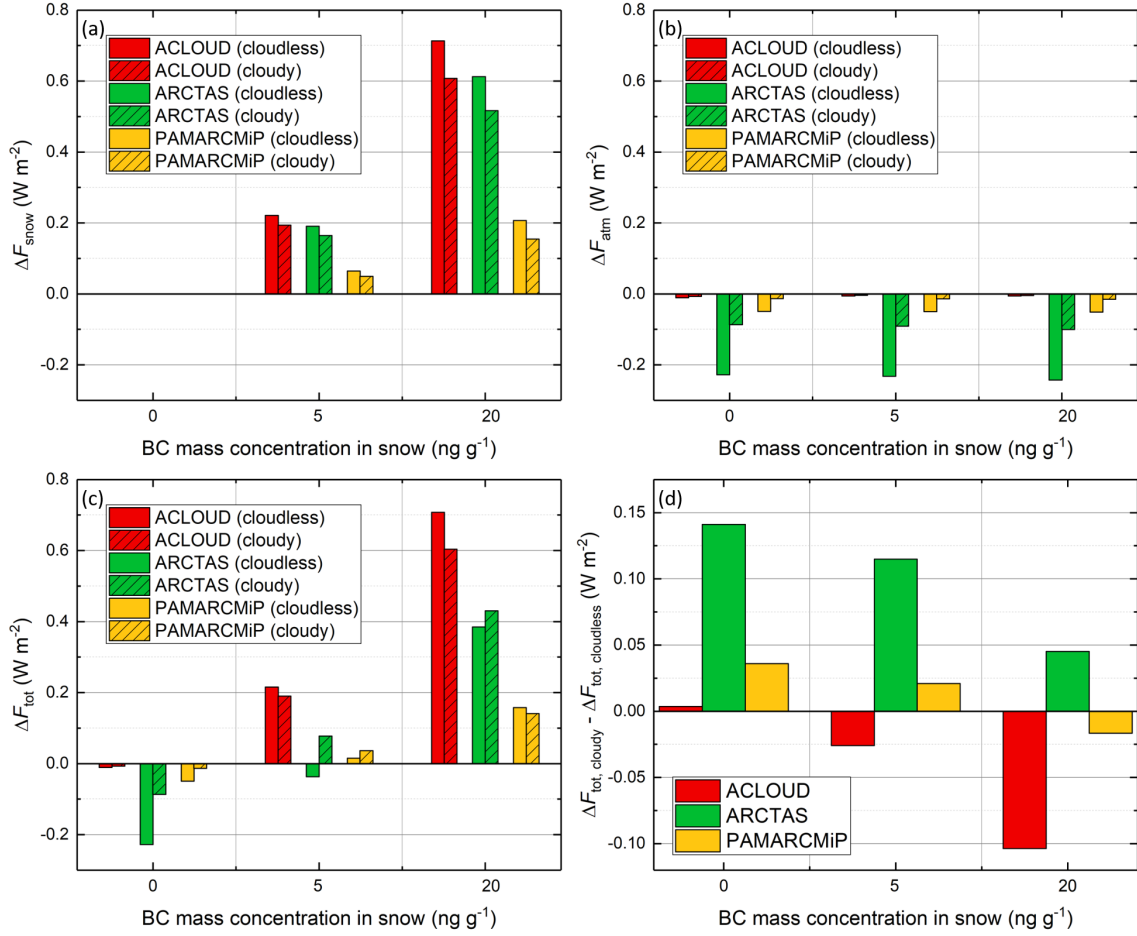 (a)
0.8
0.6
0.4
0.2
0.0
-0.2
ΔF_snow (W m⁻²)
ACLOUD (cloudless)
ACLOUD (cloudy)
ARCTAS (cloudless)
ARCTAS (cloudy)
PAMARCMiP (cloudless)
PAMARCMiP (cloudy)
0 5 20
BC mass concentration in snow (ng g⁻¹)
(b)
0.8
0.6
0.4
0.2
0.0
-0.2
ΔF_atm (W m⁻²)
ACLOUD (cloudless)
ACLOUD (cloudy)
ARCTAS (cloudless)
ARCTAS (cloudy)
PAMARCMiP (cloudless)
PAMARCMiP (cloudy)
0 5 20
BC mass concentration in snow (ng g⁻¹)
(c)
0.8
0.6
0.4
0.2
0.0
-0.2
ΔF_tot (W m⁻²)
ACLOUD (cloudless)
ACLOUD (cloudy)
ARCTAS (cloudless)
ARCTAS (cloudy)
PAMARCMiP (cloudless)
PAMARCMiP (cloudy)
0 5 20
BC mass concentration in snow (ng g⁻¹)
(d)
0.15
0.10
0.05
0.00
-0.05
-0.10
ΔF_tot, cloudy - ΔF_tot, cloudless (W m⁻²)
ACLOUD
ARCTAS
PAMARCMiP
0 5 20
BC mass concentration in snow (ng g⁻¹)